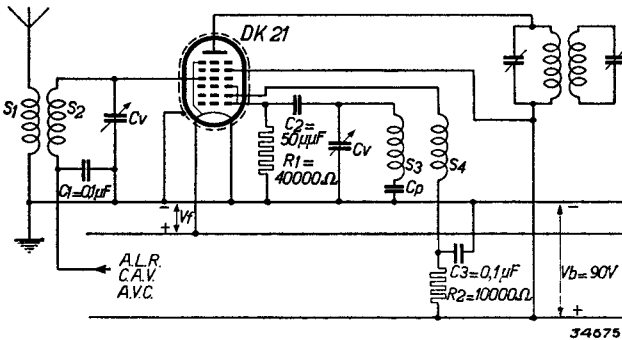 DK 21
S1
S2
Cv
C1=0,1µF
C2=
50µµF
R1=
40000Ω
Cv
S3
Cp
S4
-
Vf
+
A.L.R.
C.A.V.
A.V.C.
C3=0,1µF
R2=10000Ω
-
Vb=90V
+
34675